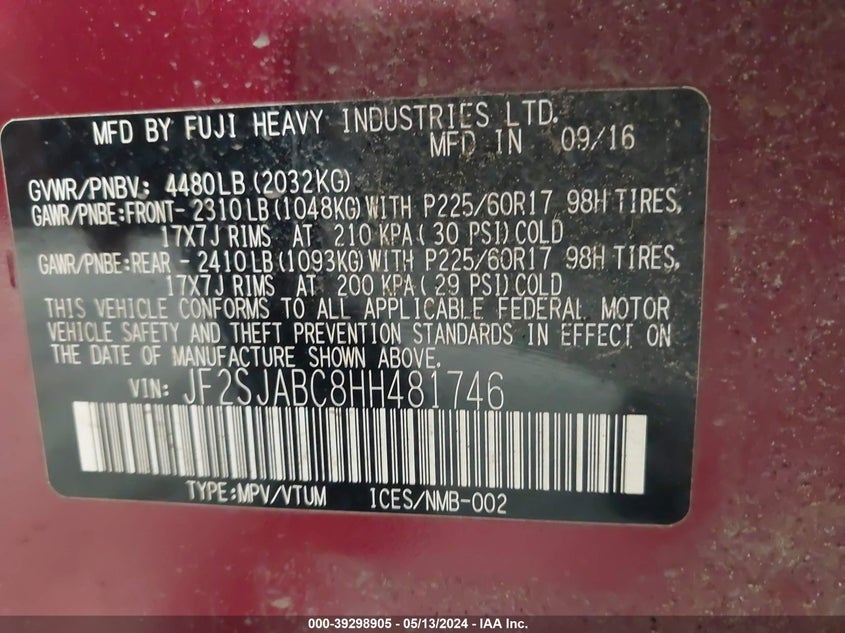 MFD BY FUJI HEAVY INDUSTRIES LTD.
MFD IN 09/16
GVWR/PNBV; 4480LB (2032KG)
GAWR/PNBE:FRONT- 2310LB (1048KG)WITH P225/60R17 98H TIRES,
17X7J RIMS AT 210 KPA( 30 PSI)COLD
GAWR/PNBE:REAR - 2410LB (1093KG)WITH P225/60R17 98H TIRES,
17X7J RIMS AT 200 KPA( 29 PSI)COLD
THIS VEHICLE CONFORMS TO ALL APPLICABLE FEDERAL MOTOR
VEHICLE SAFETY AND THEFT PREVENTION STANDARDS IN EFFECT ON
THE DATE OF MANUFACTURE SHOWN ABOVE.
VIN: JF2SJABC8HH481746
TYPE:MPV/VTUM ICES/NMB-002
000-39298905 - 05/13/2024 - IAA Inc.